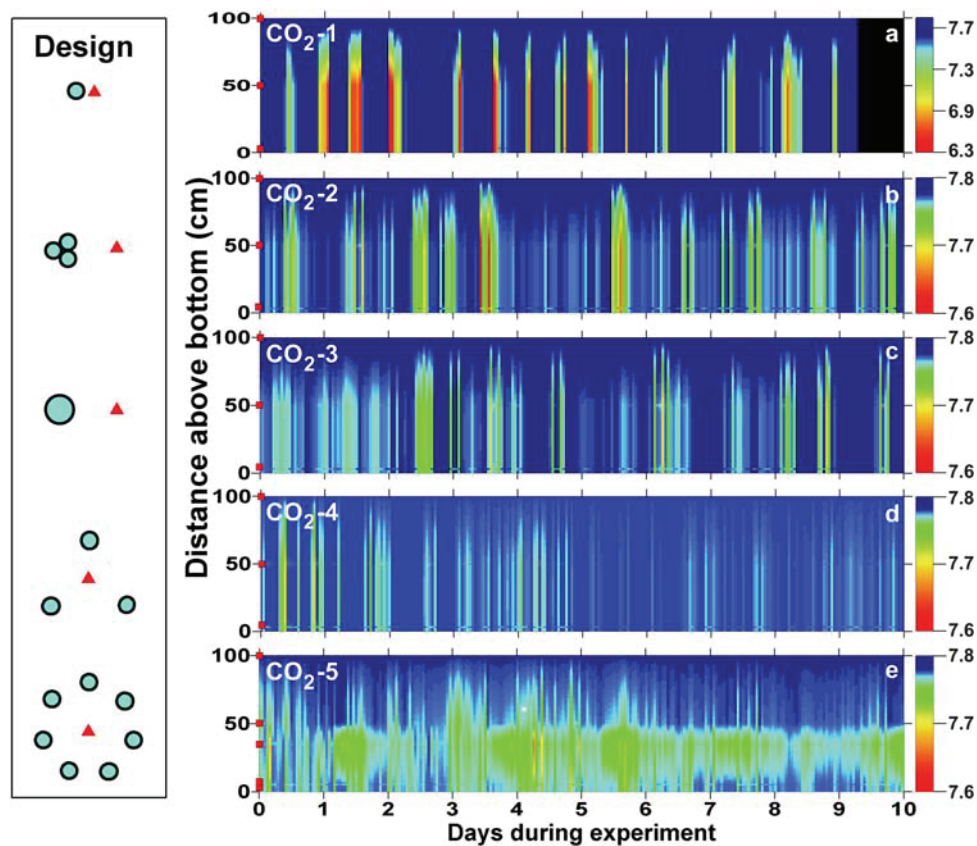 Design
Distance above bottom (cm)
100
50
0
CO2-1
a
7.7
7.3
6.9
6.3
100
50
0
CO2-2
b
7.8
7.7
7.6
100
50
0
CO2-3
c
7.8
7.7
7.6
100
50
0
CO2-4
d
7.8
7.7
7.6
100
50
0
CO2-5
e
7.8
7.7
7.6
0 1 2 3 4 5 6 7 8 9 10
Days during experiment